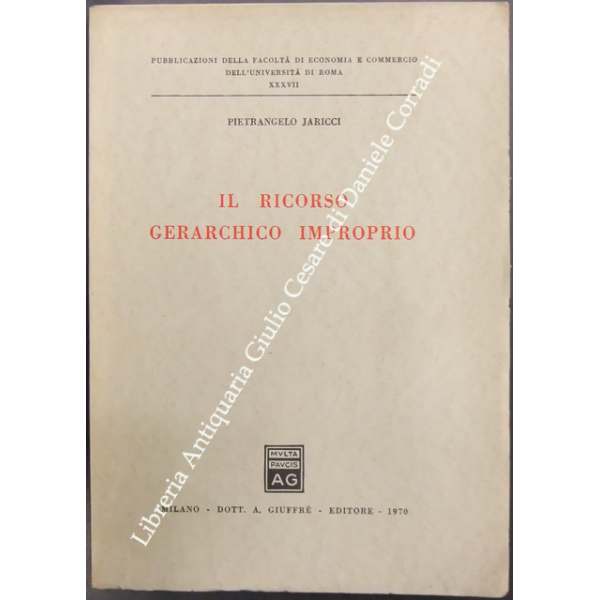 PUBBLICAZIONI DELLA FACOLTÀ DI ECONOMIA E COMMERCIO
DELL'UNIVERSITÀ DI ROMA
XXXVII
PIETRANGELO JARICCI
IL RICORSO
GERARCHICO IMPROPRIO
Libreria Antiquaria Giulio Cesare di Daniele Corradi
MVLTA
PAVCIS
AG
MILANO - DOTT. A. GIUFFRÈ - EDITORE - 1970